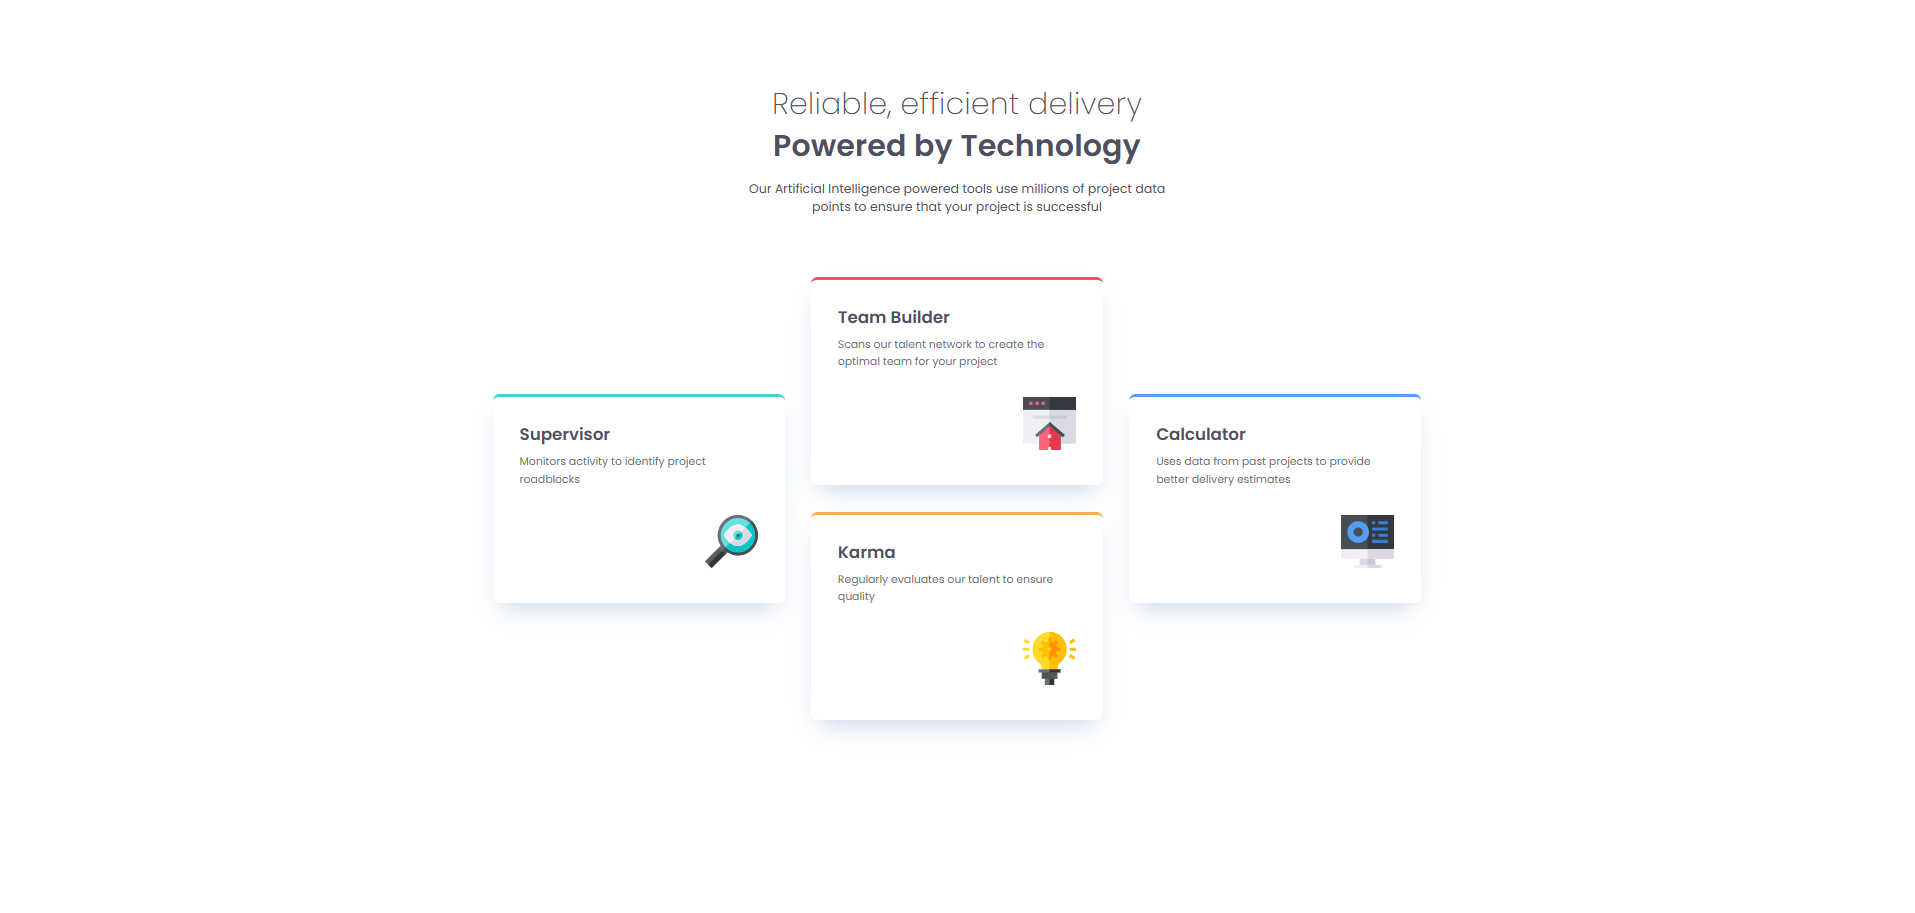 Reliable, efficient delivery
Powered by Technology
Our Artificial Intelligence powered tools use millions of project data
points to ensure that your project is successful
Team Builder
Scans our talent network to create the
optimal team for your project
Supervisor
Monitors activity to identify project
roadblocks
Calculator
Uses data from past projects to provide
better delivery estimates
Karma
Regularly evaluates our talent to ensure
quality